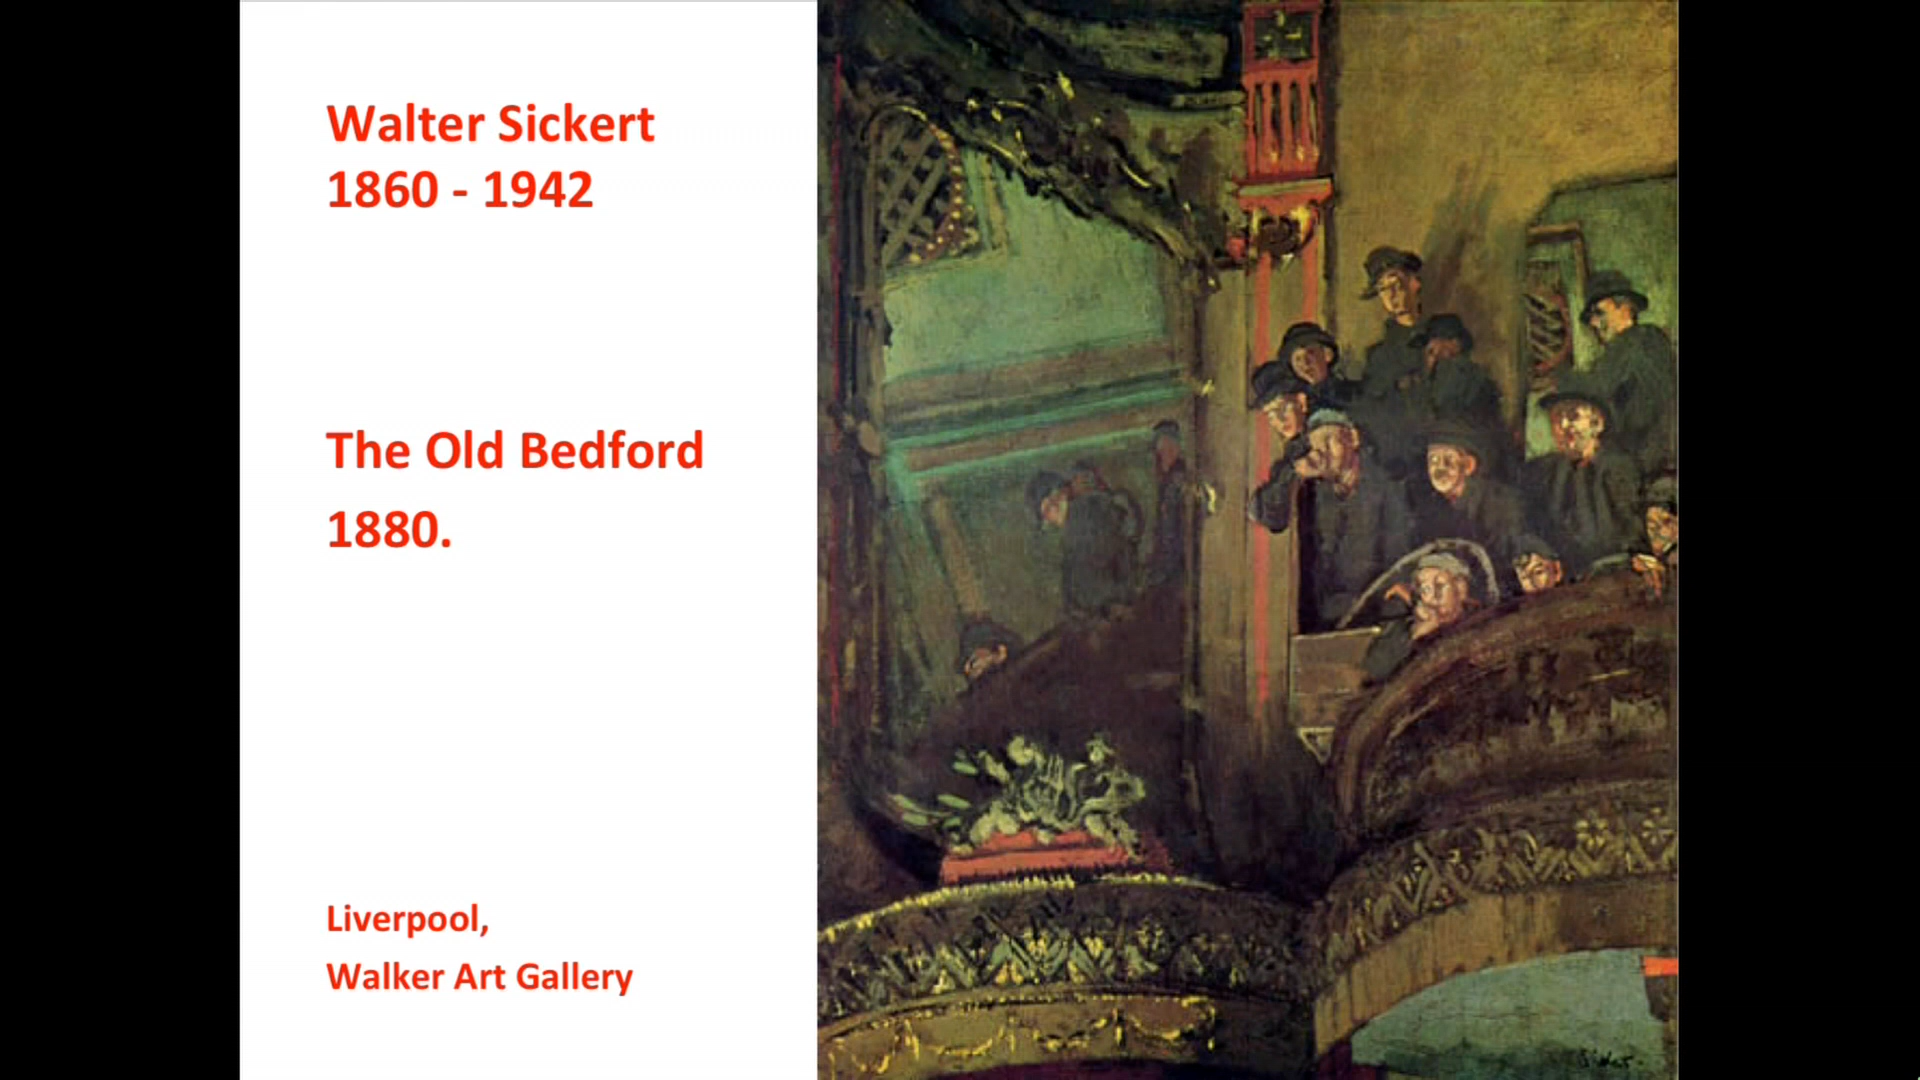 Walter Sickert
1860 - 1942
The Old Bedford
1880.
Liverpool,
Walker Art Gallery